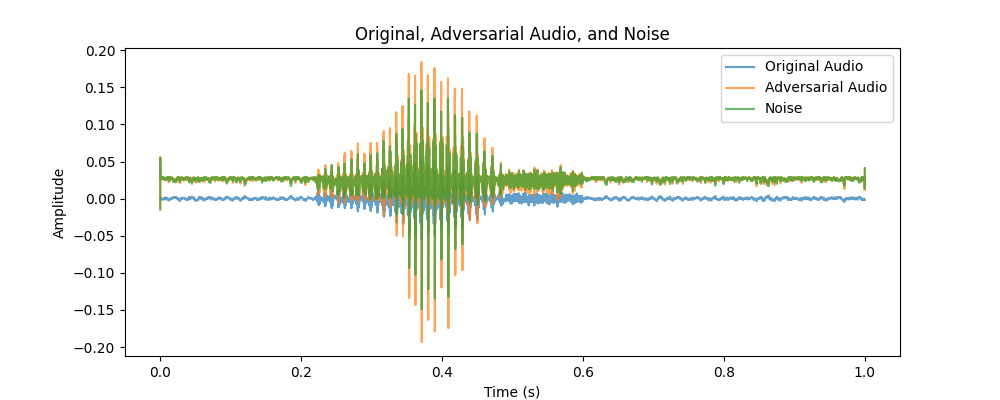 Original, Adversarial Audio, and Noise
Original Audio
Adversarial Audio
Noise
Amplitude
0.20
0.15
0.10
0.05
0.00
−0.05
−0.10
−0.15
−0.20
0.0 0.2 0.4 0.6 0.8 1.0
Time (s)